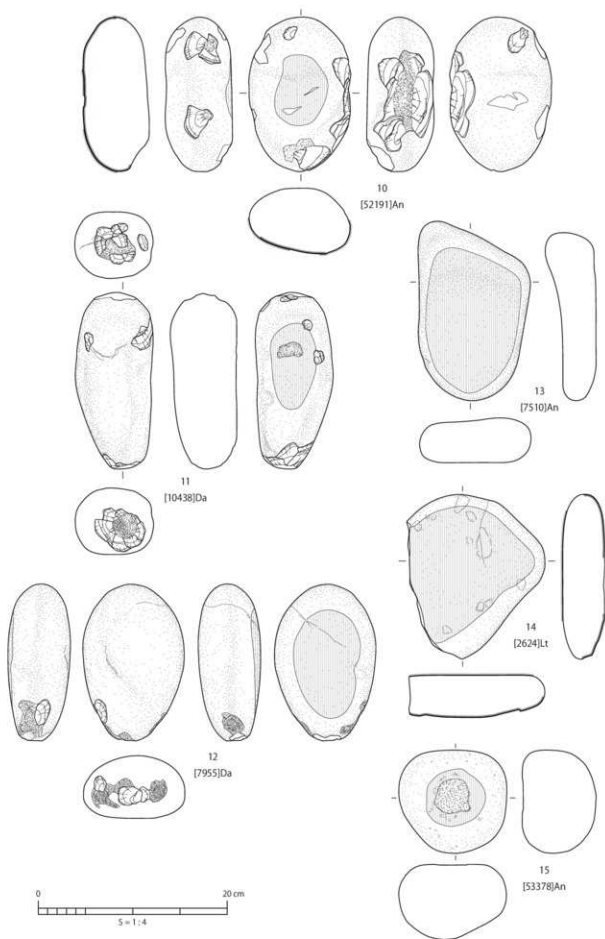 10
[52191]An
13
[7510]An
11
[10438]Da
14
[2624]Lt
12
[7955]Da
15
[53378]An
0 20 cm
S = 1 : 4